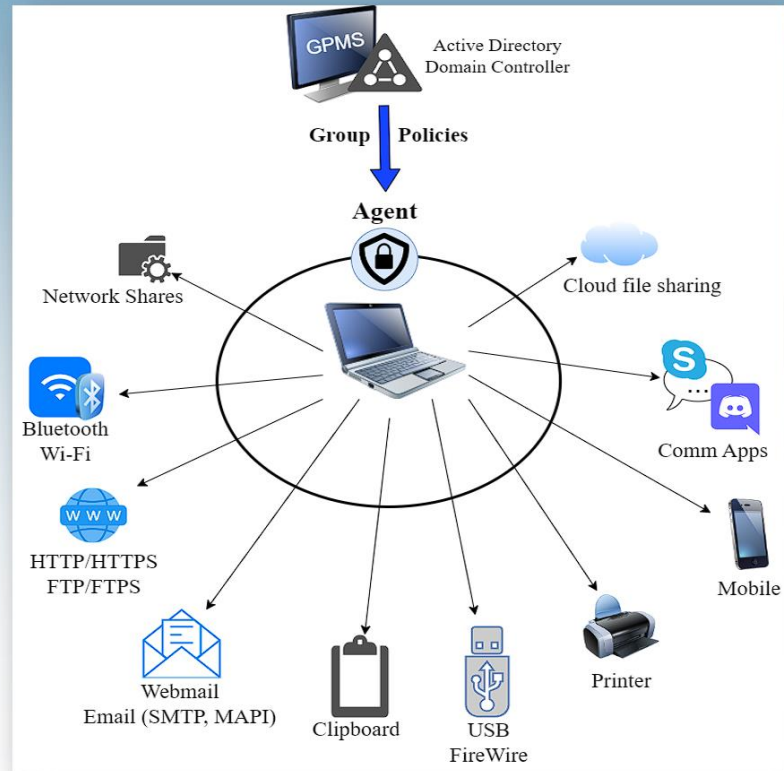 GPMS
Active Directory
Domain Controller
Group Policies
Agent
Network Shares
Cloud file sharing
Bluetooth
Wi-Fi
S
Comm Apps
WWW
HTTP/HTTPS
FTP/FTPS
Mobile
Webmail
Email (SMTP, MAPI)
Clipboard
USB
FireWire
Printer